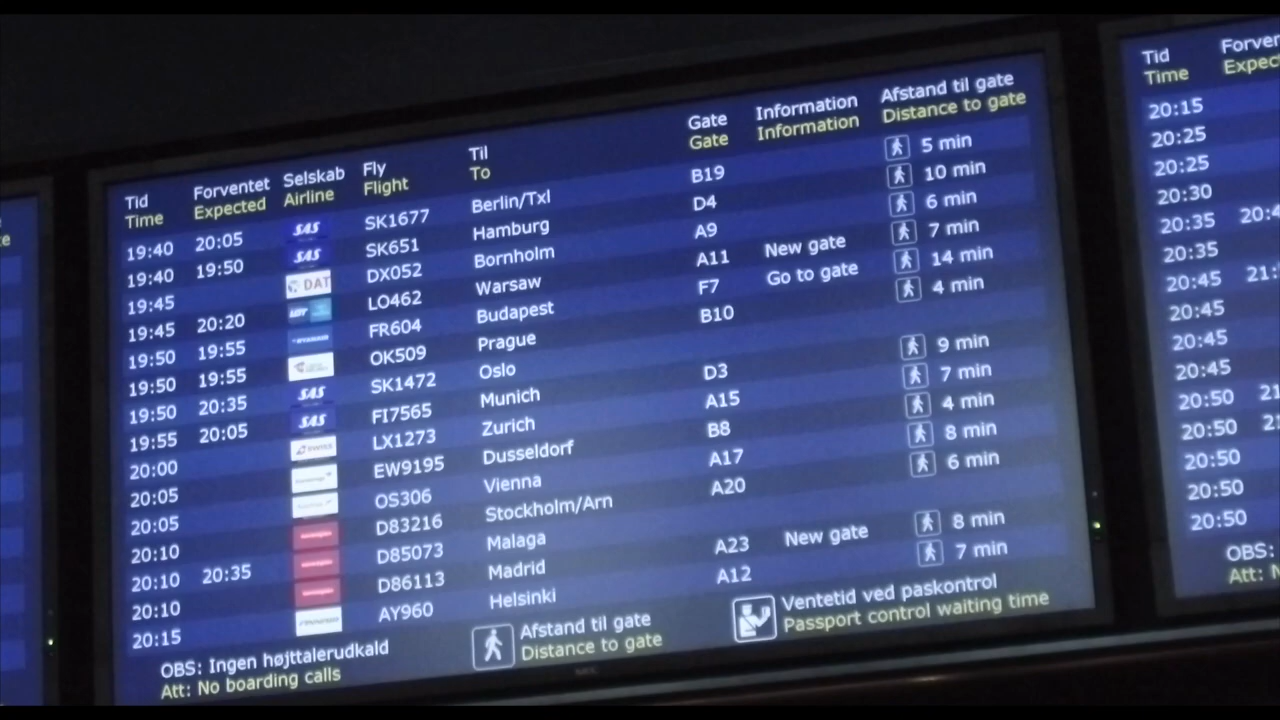 Tid Forventet Selskab Fly Til Gate Information Afstand til gate
Time Expected Airline Flight To Gate Information Distance to gate
19:40 20:05 SAS SK1677 Berlin/Txl B19 5 min
19:40 19:50 SAS SK651 Hamburg D4 10 min
19:45 DAT DX052 Bornholm A9 6 min
19:45 20:20 LOT LO462 Warsaw A11 New gate 7 min
19:50 19:55 RYANAIR FR604 Budapest F7 Go to gate 14 min
19:50 19:55 OK509 Prague B10 4 min
19:50 20:35 SAS SK1472 Oslo
19:55 20:05 SAS FI7565 Munich D3 9 min
20:00 SWISS LX1273 Zurich A15 7 min
20:05 EW9195 Dusseldorf B8 4 min
20:05 OS306 Vienna A17 8 min
20:10 D83216 Stockholm/Arn A20 6 min
20:10 20:35 D85073 Malaga
20:10 D86113 Madrid A23 New gate 8 min
20:15 FINNAIR AY960 Helsinki A12 7 min
OBS: Ingen højttalerudkald
Att: No boarding calls
Afstand til gate
Distance to gate
Ventetid ved paskontrol
Passport control waiting time
Tid Forver
Time Expec
20:15
20:25
20:25
20:30
20:35 20:4
20:35
20:45 21:
20:45
20:45
20:45
20:50 21
20:50 2
20:50
20:50
20:50
OBS:
Att: N